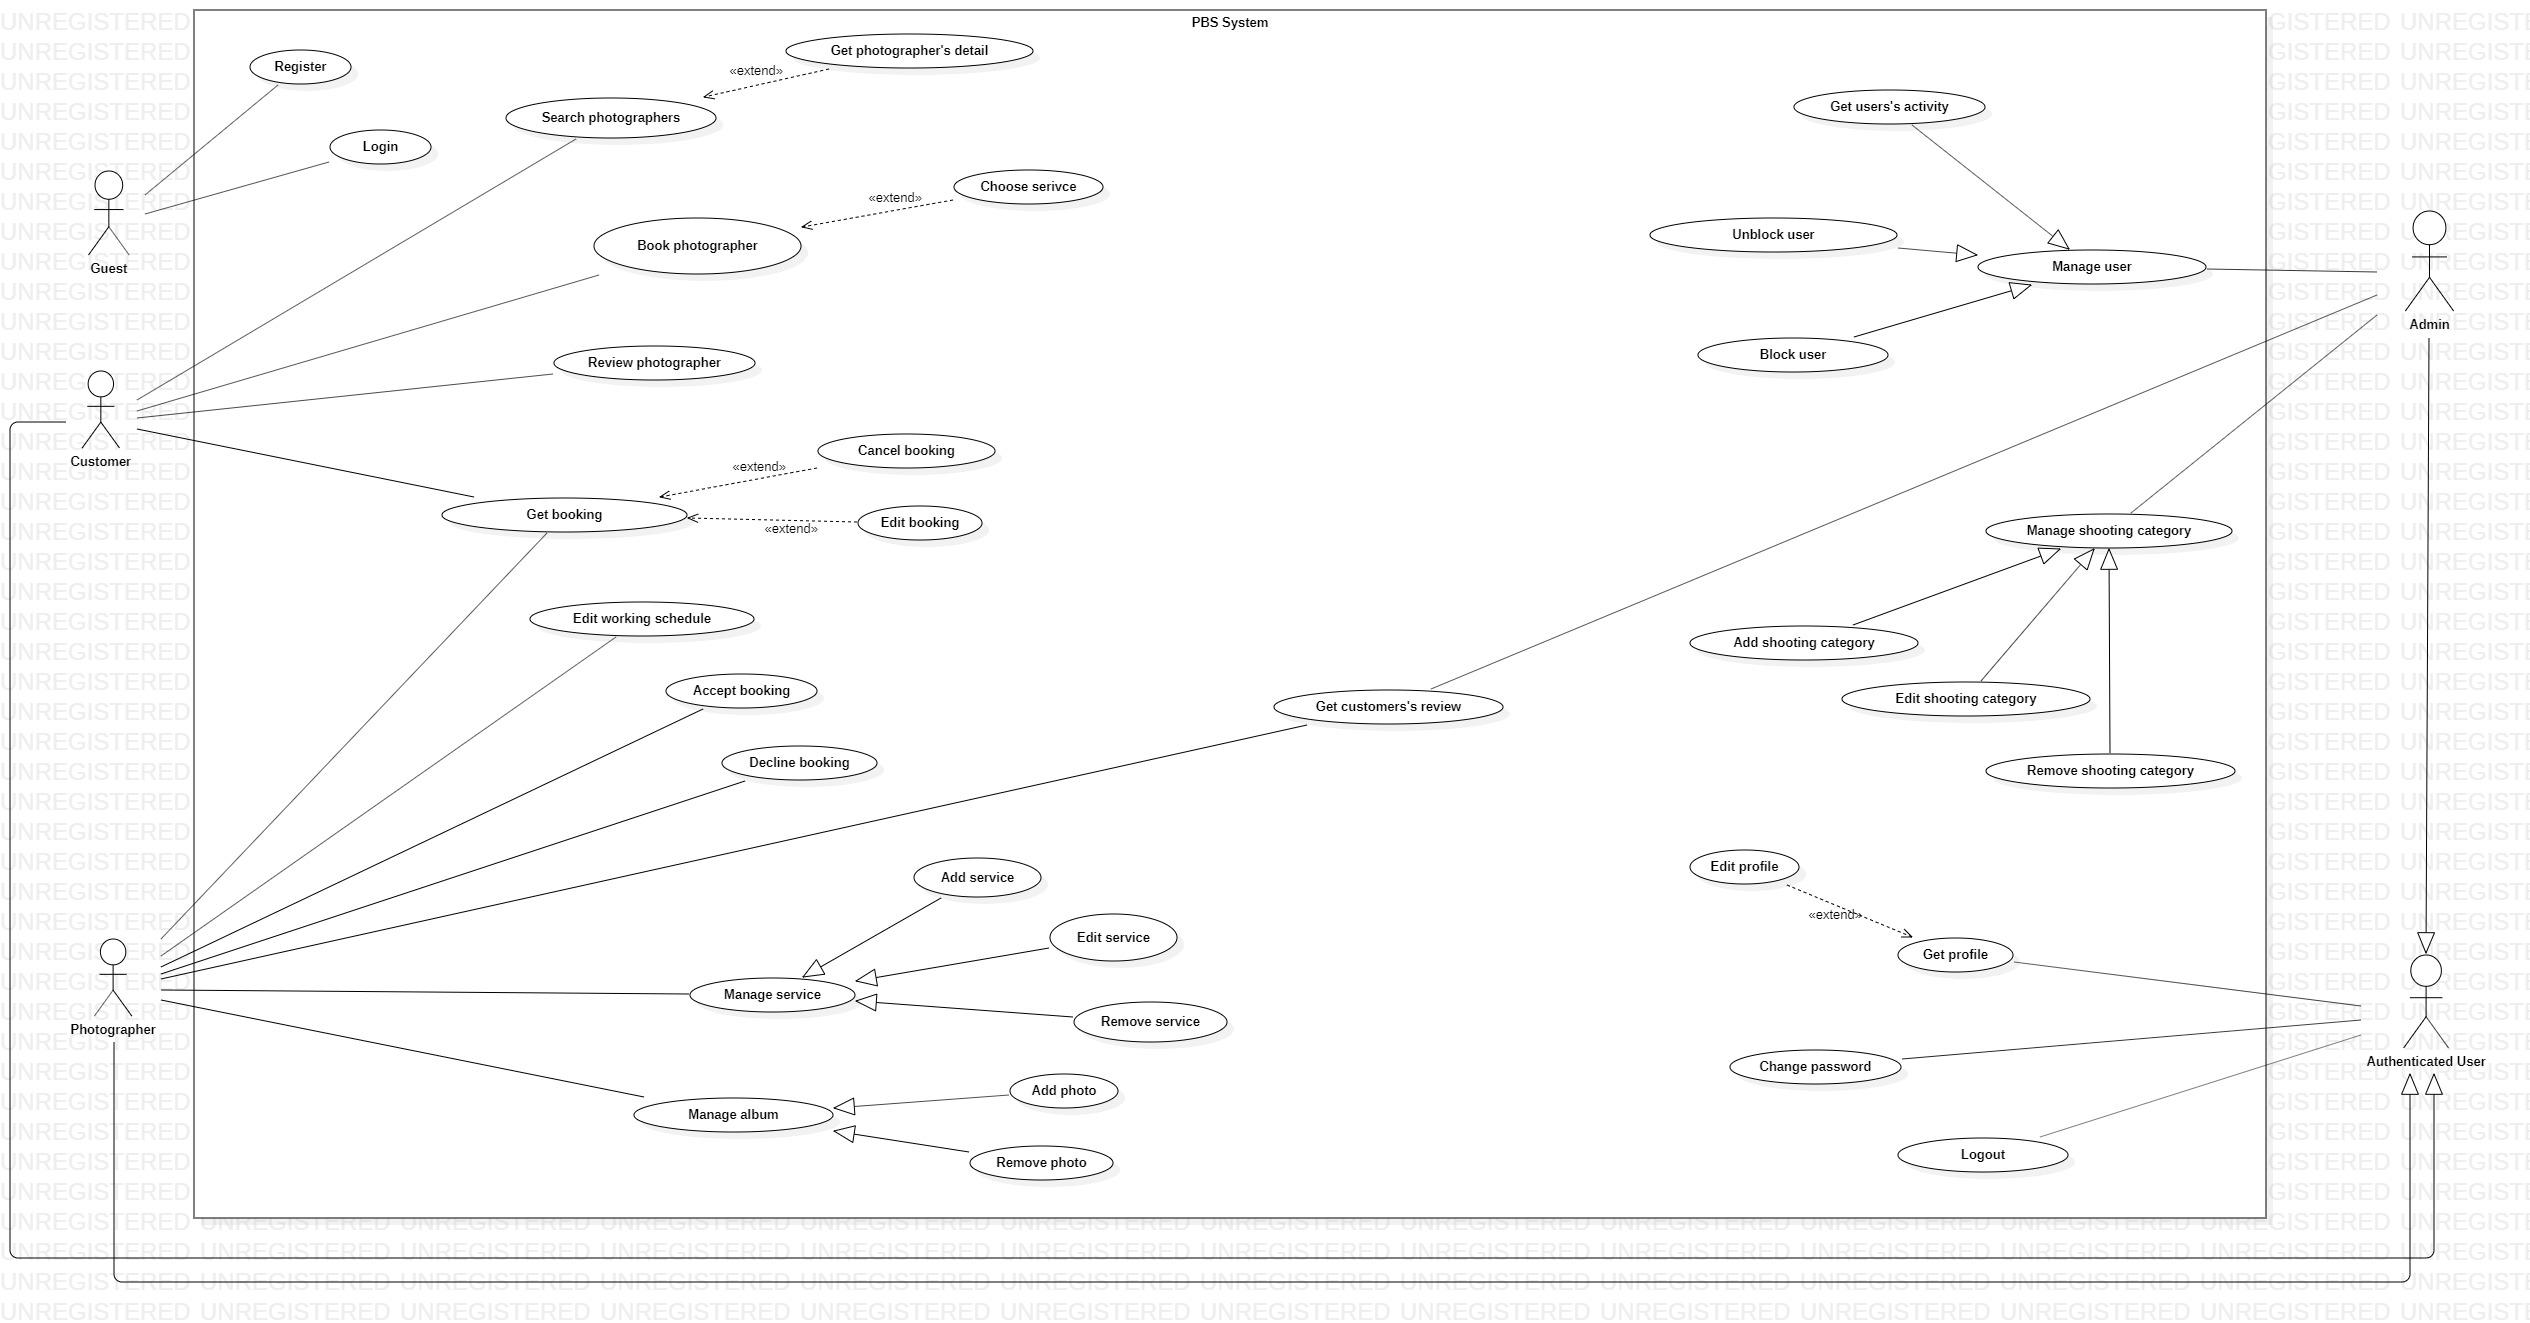 PBS System
Register
Get photographer's detail
«extend»
Search photographers
Get users's activity
Login
Choose serivce
«extend»
Guest
Book photographer
Unblock user
Manage user
Admin
Review photographer
Block user
Customer
Cancel booking
«extend»
Get booking
Edit booking
«extend»
Manage shooting category
Edit working schedule
Add shooting category
Accept booking
Get customers's review
Edit shooting category
Decline booking
Remove shooting category
Add service
Edit profile
«extend»
Edit service
Get profile
Manage service
Photographer
Remove service
Authenticated User
Change password
Add photo
Manage album
Remove photo
Logout
UNREGISTERED